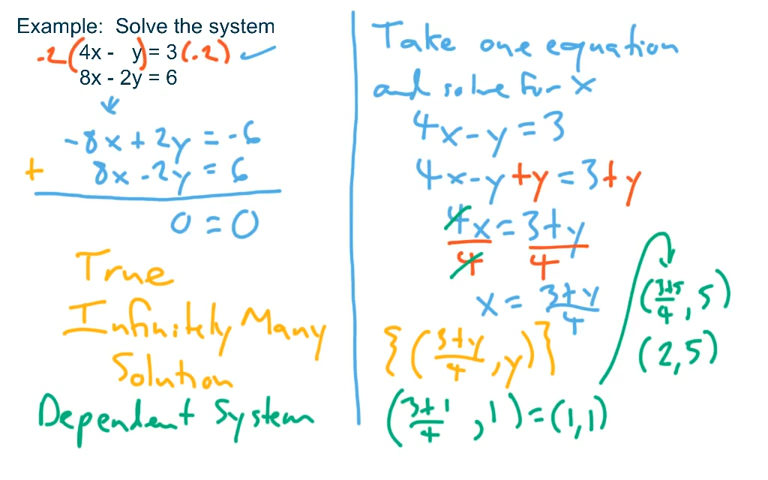 Example: Solve the system
-2(4x - y) = 3(-2) ✓
8x - 2y = 6
↓
-8x + 2y = -6
+ 8x - 2y = 6
0 = 0
True
Infinitely Many
Solution
Dependent System
Take one equation
and solve for x
4x - y = 3
4x - y + y = 3 + y
4x/4 = 3+y/4
x = 3+y/4
{(3+y/4, y)}
(3+1/4, 1) = (1,1)
(3+5/4, 5)
(2,5)